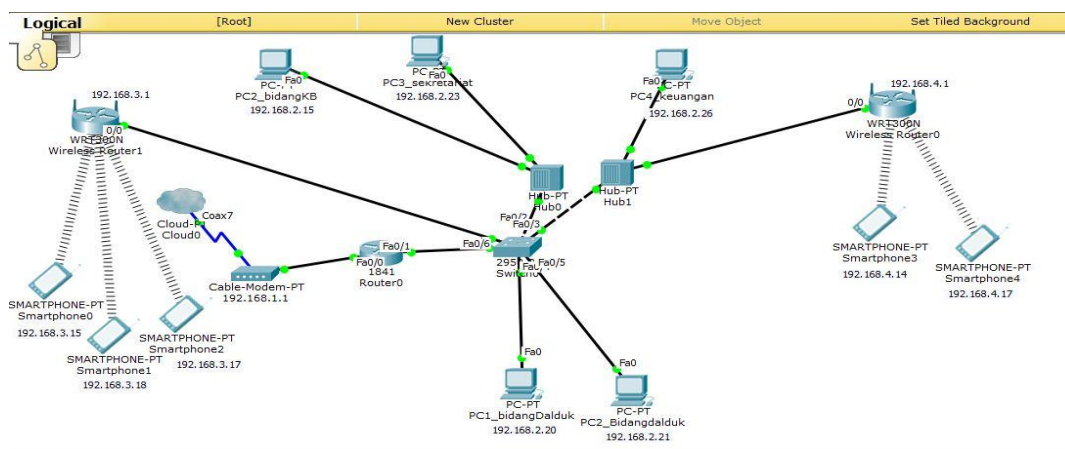 Logical
[Root]
New Cluster
Move Object
Set Tiled Background
PC-PT
Fa0
PC2_bidangKB
192.168.2.15
PC-PT
Fa0
PC3_sekretariat
192.168.2.23
Fa0
C-PT
PC4_keuangan
192.168.2.26
192.168.3.1
0/0
WRT300N
Wireless Router1
192.168.4.1
0/0
WRT300N
Wireless Router0
Hub-PT
Hub0
Hub-PT
Hub1
Coax7
Cloud0
Cable-Modem-PT
192.168.1.1
Fa0/1
Fa0/0
1841
Router0
Fa0/6
Fa0/2
Fa0/3
Fa0/5
295
SMARTPHONE-PT
Smartphone0
192.168.3.15
SMARTPHONE-PT
Smartphone2
192.168.3.17
SMARTPHONE-PT
Smartphone1
192.168.3.18
SMARTPHONE-PT
Smartphone3
192.168.4.14
SMARTPHONE-PT
Smartphone4
192.168.4.17
Fa0
PC-PT
PC1_bidangDalduk
192.168.2.20
Fa0
PC-PT
PC2_Bidangdalduk
192.168.2.21